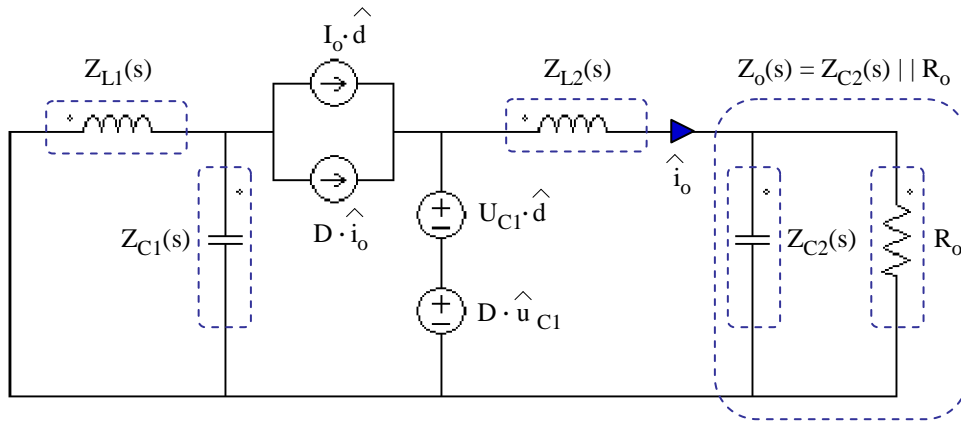 I_o·d̂
Z_L1(s)
Z_L2(s)
Z_o(s) = Z_C2(s) | | R_o
î_o
Z_C1(s)
D·î_o
U_C1·d̂
Z_C2(s)
R_o
D·û_C1